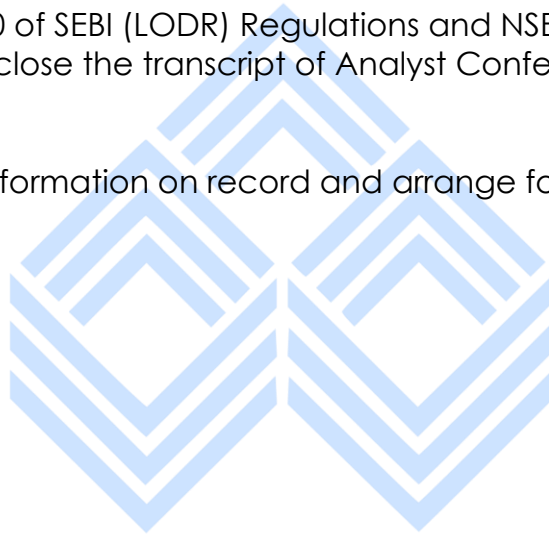 0 of SEBI (LODR) Regulations and NSE
close the transcript of Analyst Confe
formation on record and arrange fo